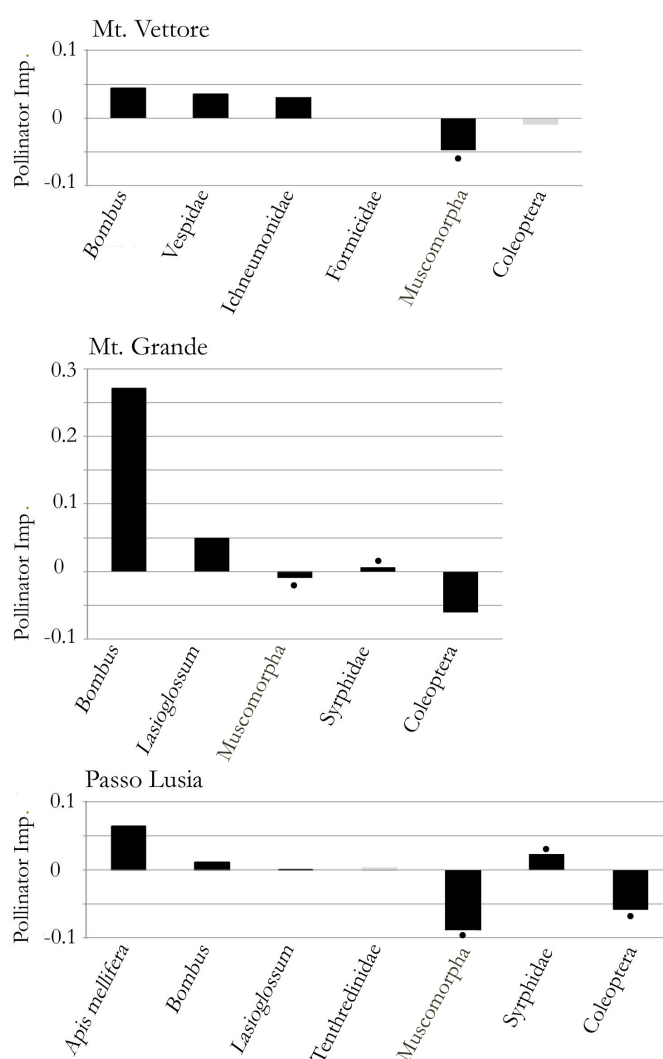 Mt. Vettore
Pollinator Imp.
0.1
0
-0.1
Bombus
Vespidae
Ichneumonidae
Formicidae
Muscomorpha
Coleoptera
Mt. Grande
Pollinator Imp.
0.3
0.2
0.1
0
-0.1
Bombus
Lasioglossum
Muscomorpha
Syrphidae
Coleoptera
Passo Lusia
Pollinator Imp.
0.1
0
-0.1
Apis mellifera
Bombus
Lasioglossum
Tenthredinidae
Muscomorpha
Syrphidae
Coleoptera